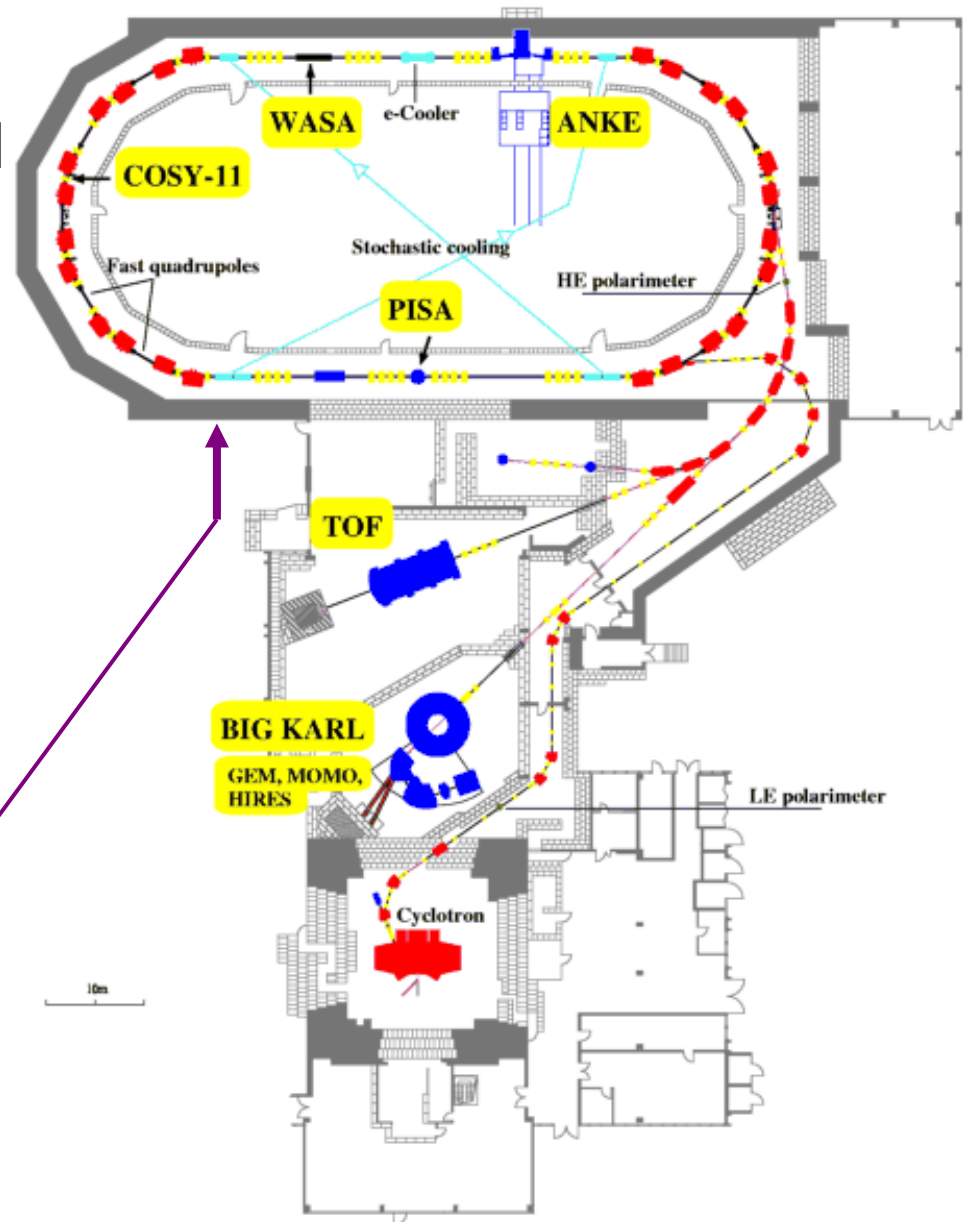 WASA
e-Cooler
ANKE
COSY-11
Stochastic cooling
Fast quadrupoles
HE polarimeter
PISA
TOF
BIG KARL
GEM, MOMO,
HIRES
LE polarimeter
Cyclotron
10m